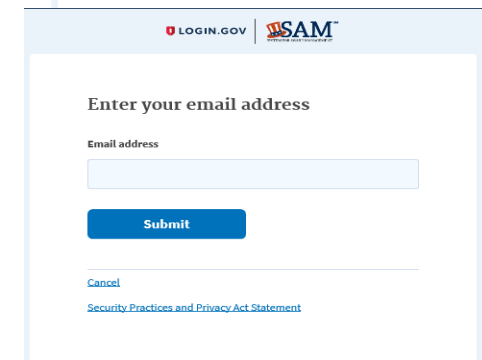 LOGIN.GOV SAM
Enter your email address
Email address
Submit
Cancel
Security Practices and Privacy Act Statement